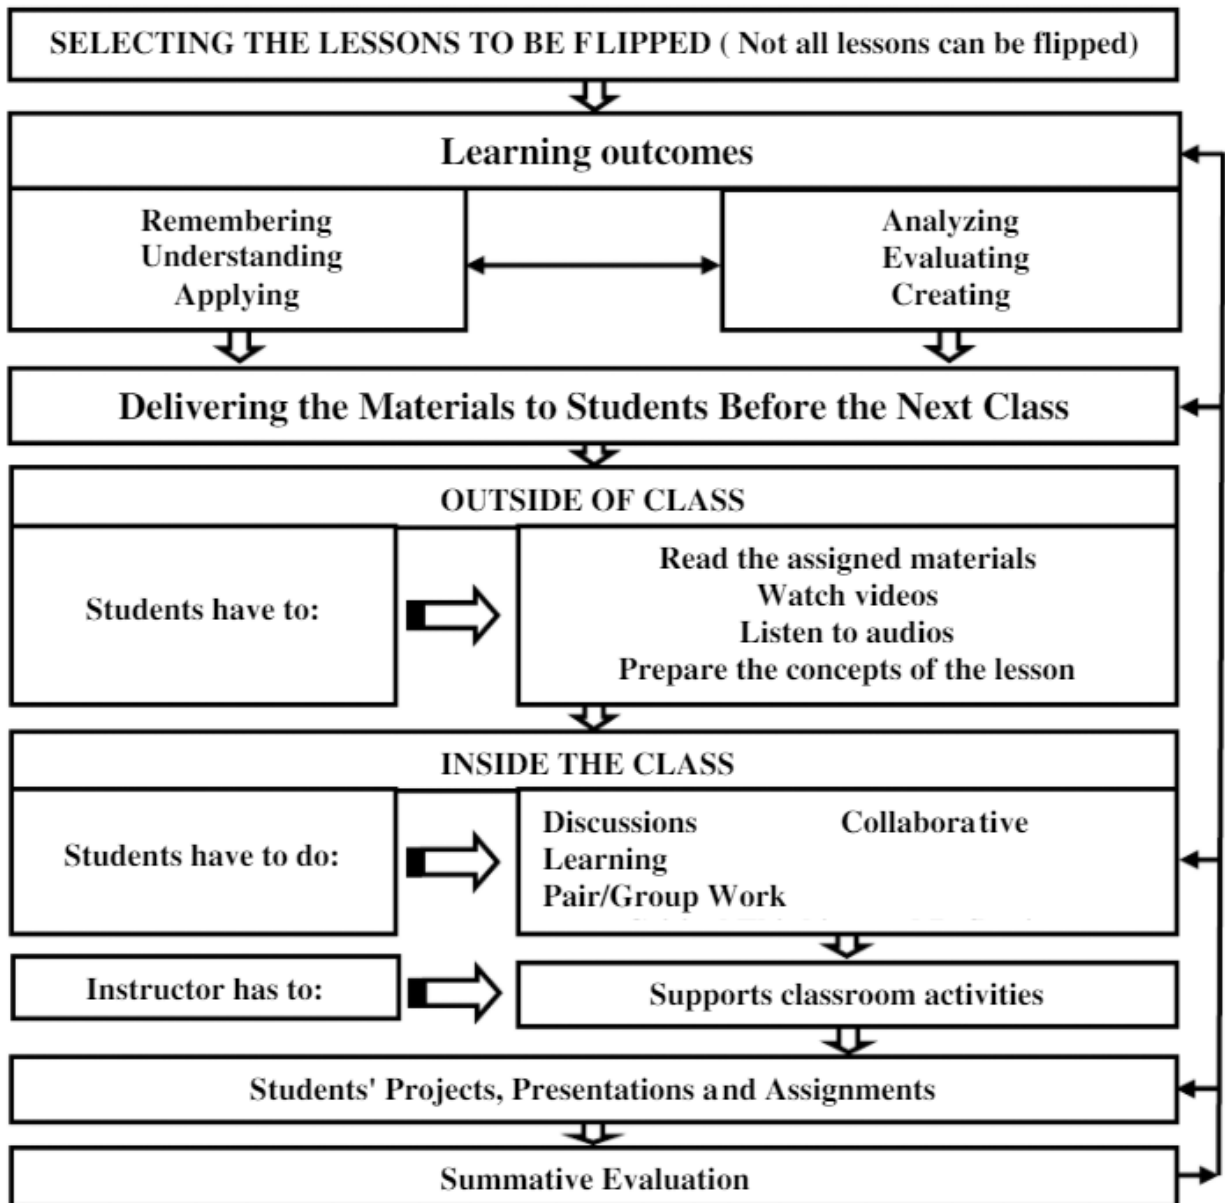 SELECTING THE LESSONS TO BE FLIPPED ( Not all lessons can be flipped)
Learning outcomes
Remembering
Understanding
Applying
Analyzing
Evaluating
Creating
Delivering the Materials to Students Before the Next Class
OUTSIDE OF CLASS
Students have to:
Read the assigned materials
Watch videos
Listen to audios
Prepare the concepts of the lesson
INSIDE THE CLASS
Students have to do:
Discussions Collaborative
Learning
Pair/Group Work
Instructor has to:
Supports classroom activities
Students' Projects, Presentations and Assignments
Summative Evaluation